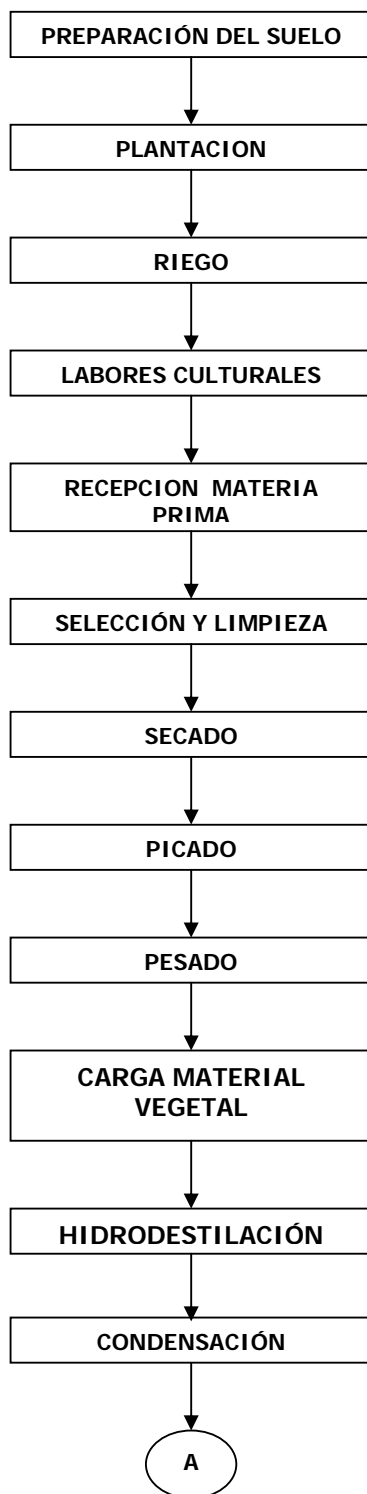 PREPARACIÓN DEL SUELO
PLANTACION
RIEGO
LABORES CULTURALES
RECEPCION MATERIA
PRIMA
SELECCIÓN Y LIMPIEZA
SECADO
PICADO
PESADO
CARGA MATERIAL
VEGETAL
HIDRODESTILACIÓN
CONDENSACIÓN
A